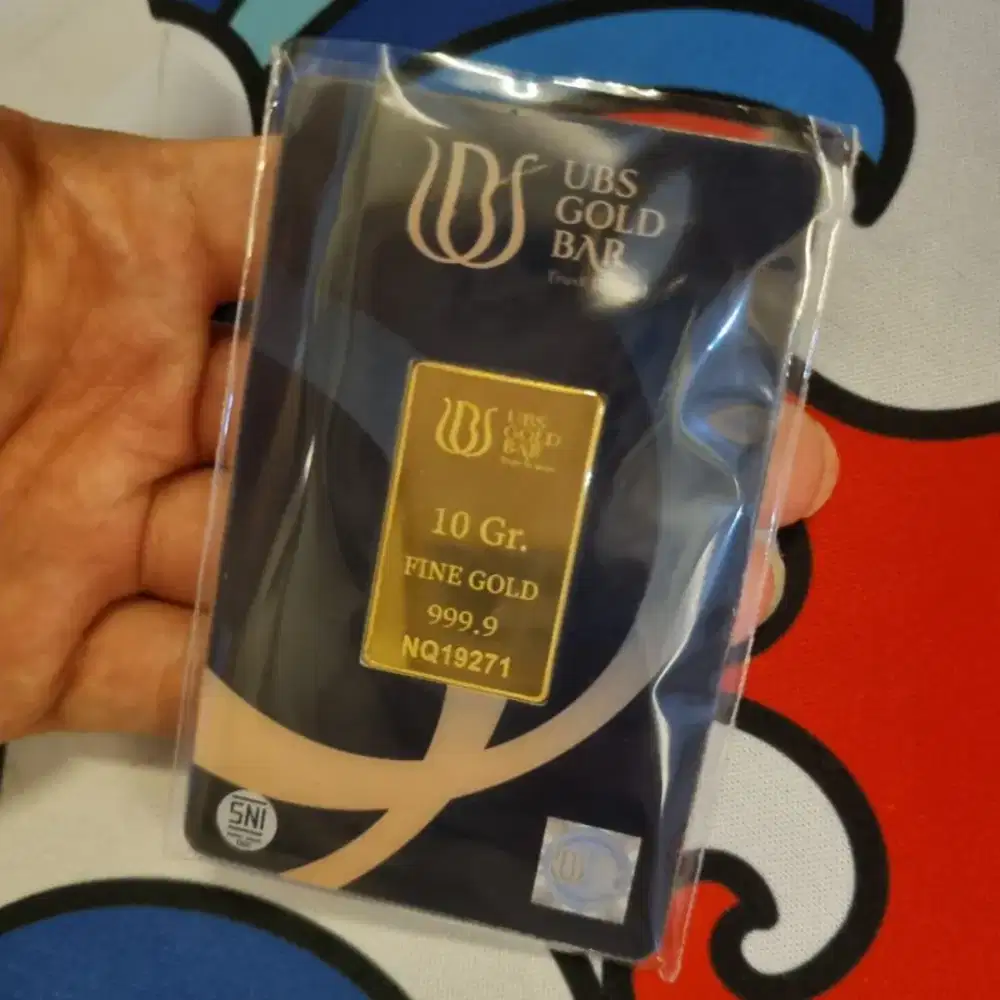 UBS
GOLD
BAR
UBS
GOLD
BAR
10 Gr.
FINE GOLD
999.9
NQ19271
SNI